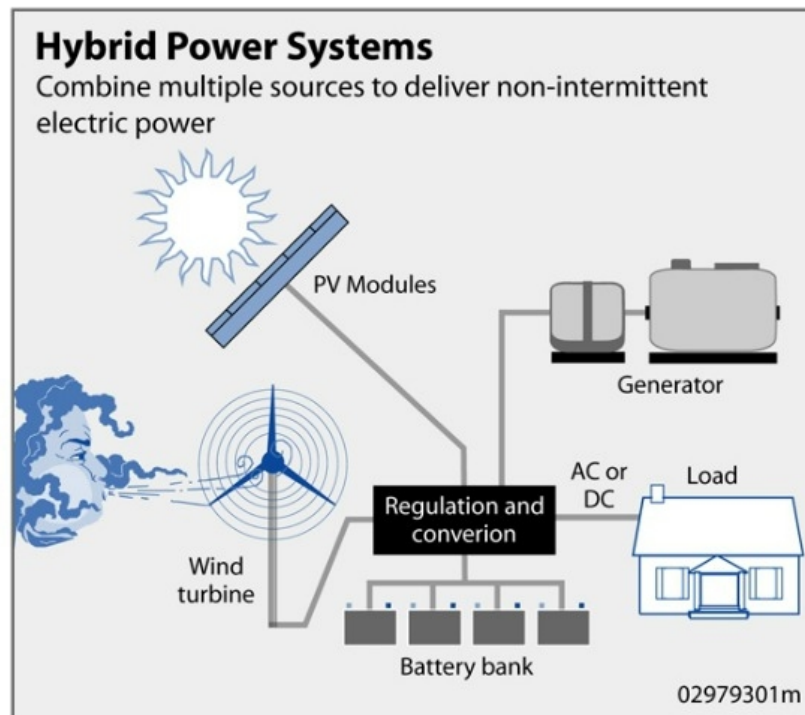 Hybrid Power Systems
Combine multiple sources to deliver non-intermittent
electric power
PV Modules
Generator
AC or
DC
Load
Regulation and
converion
Wind
turbine
Battery bank
02979301m